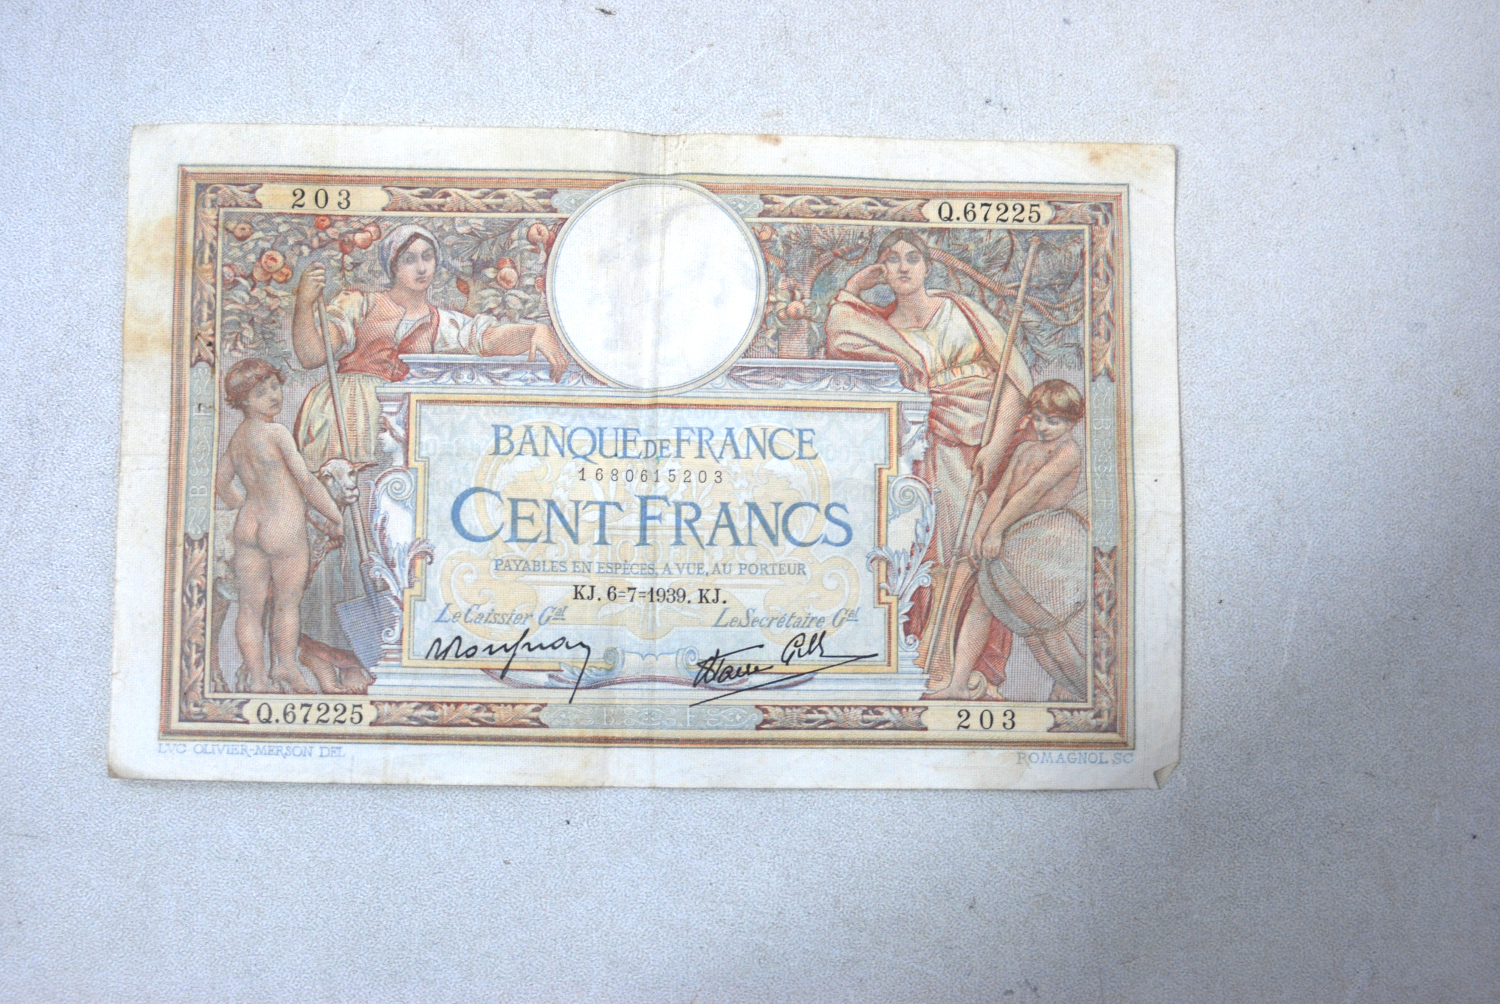 203
Q.67225
BANQUE DE FRANCE
1680615203
CENT FRANCS
PAYABLES EN ESPÈCES, A VUE, AU PORTEUR
KJ. 6=7=1939. KJ.
Le Caissier Gal
Le Secrétaire Gal
Q.67225
203
LVC OLIVIER-MERSON DEL
ROMAGNOL SC